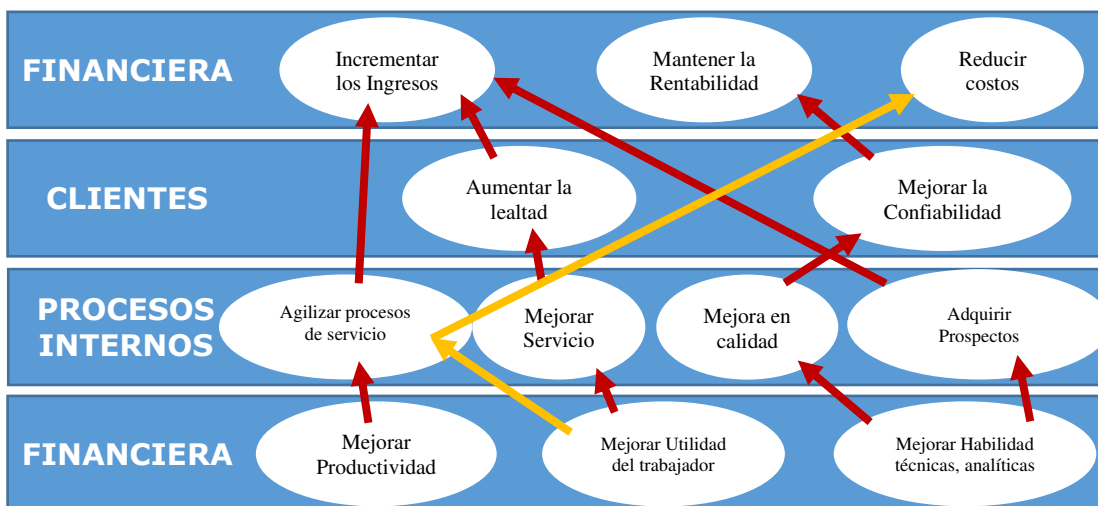 FINANCIERA
Incrementar
los Ingresos
Mantener la
Rentabilidad
Reducir
costos
CLIENTES
Aumentar la
lealtad
Mejorar la
Confiabilidad
PROCESOS
INTERNOS
Agilizar procesos
de servicio
Mejorar
Servicio
Mejora en
calidad
Adquirir
Prospectos
FINANCIERA
Mejorar
Productividad
Mejorar Utilidad
del trabajador
Mejorar Habilidad
técnicas, analíticas